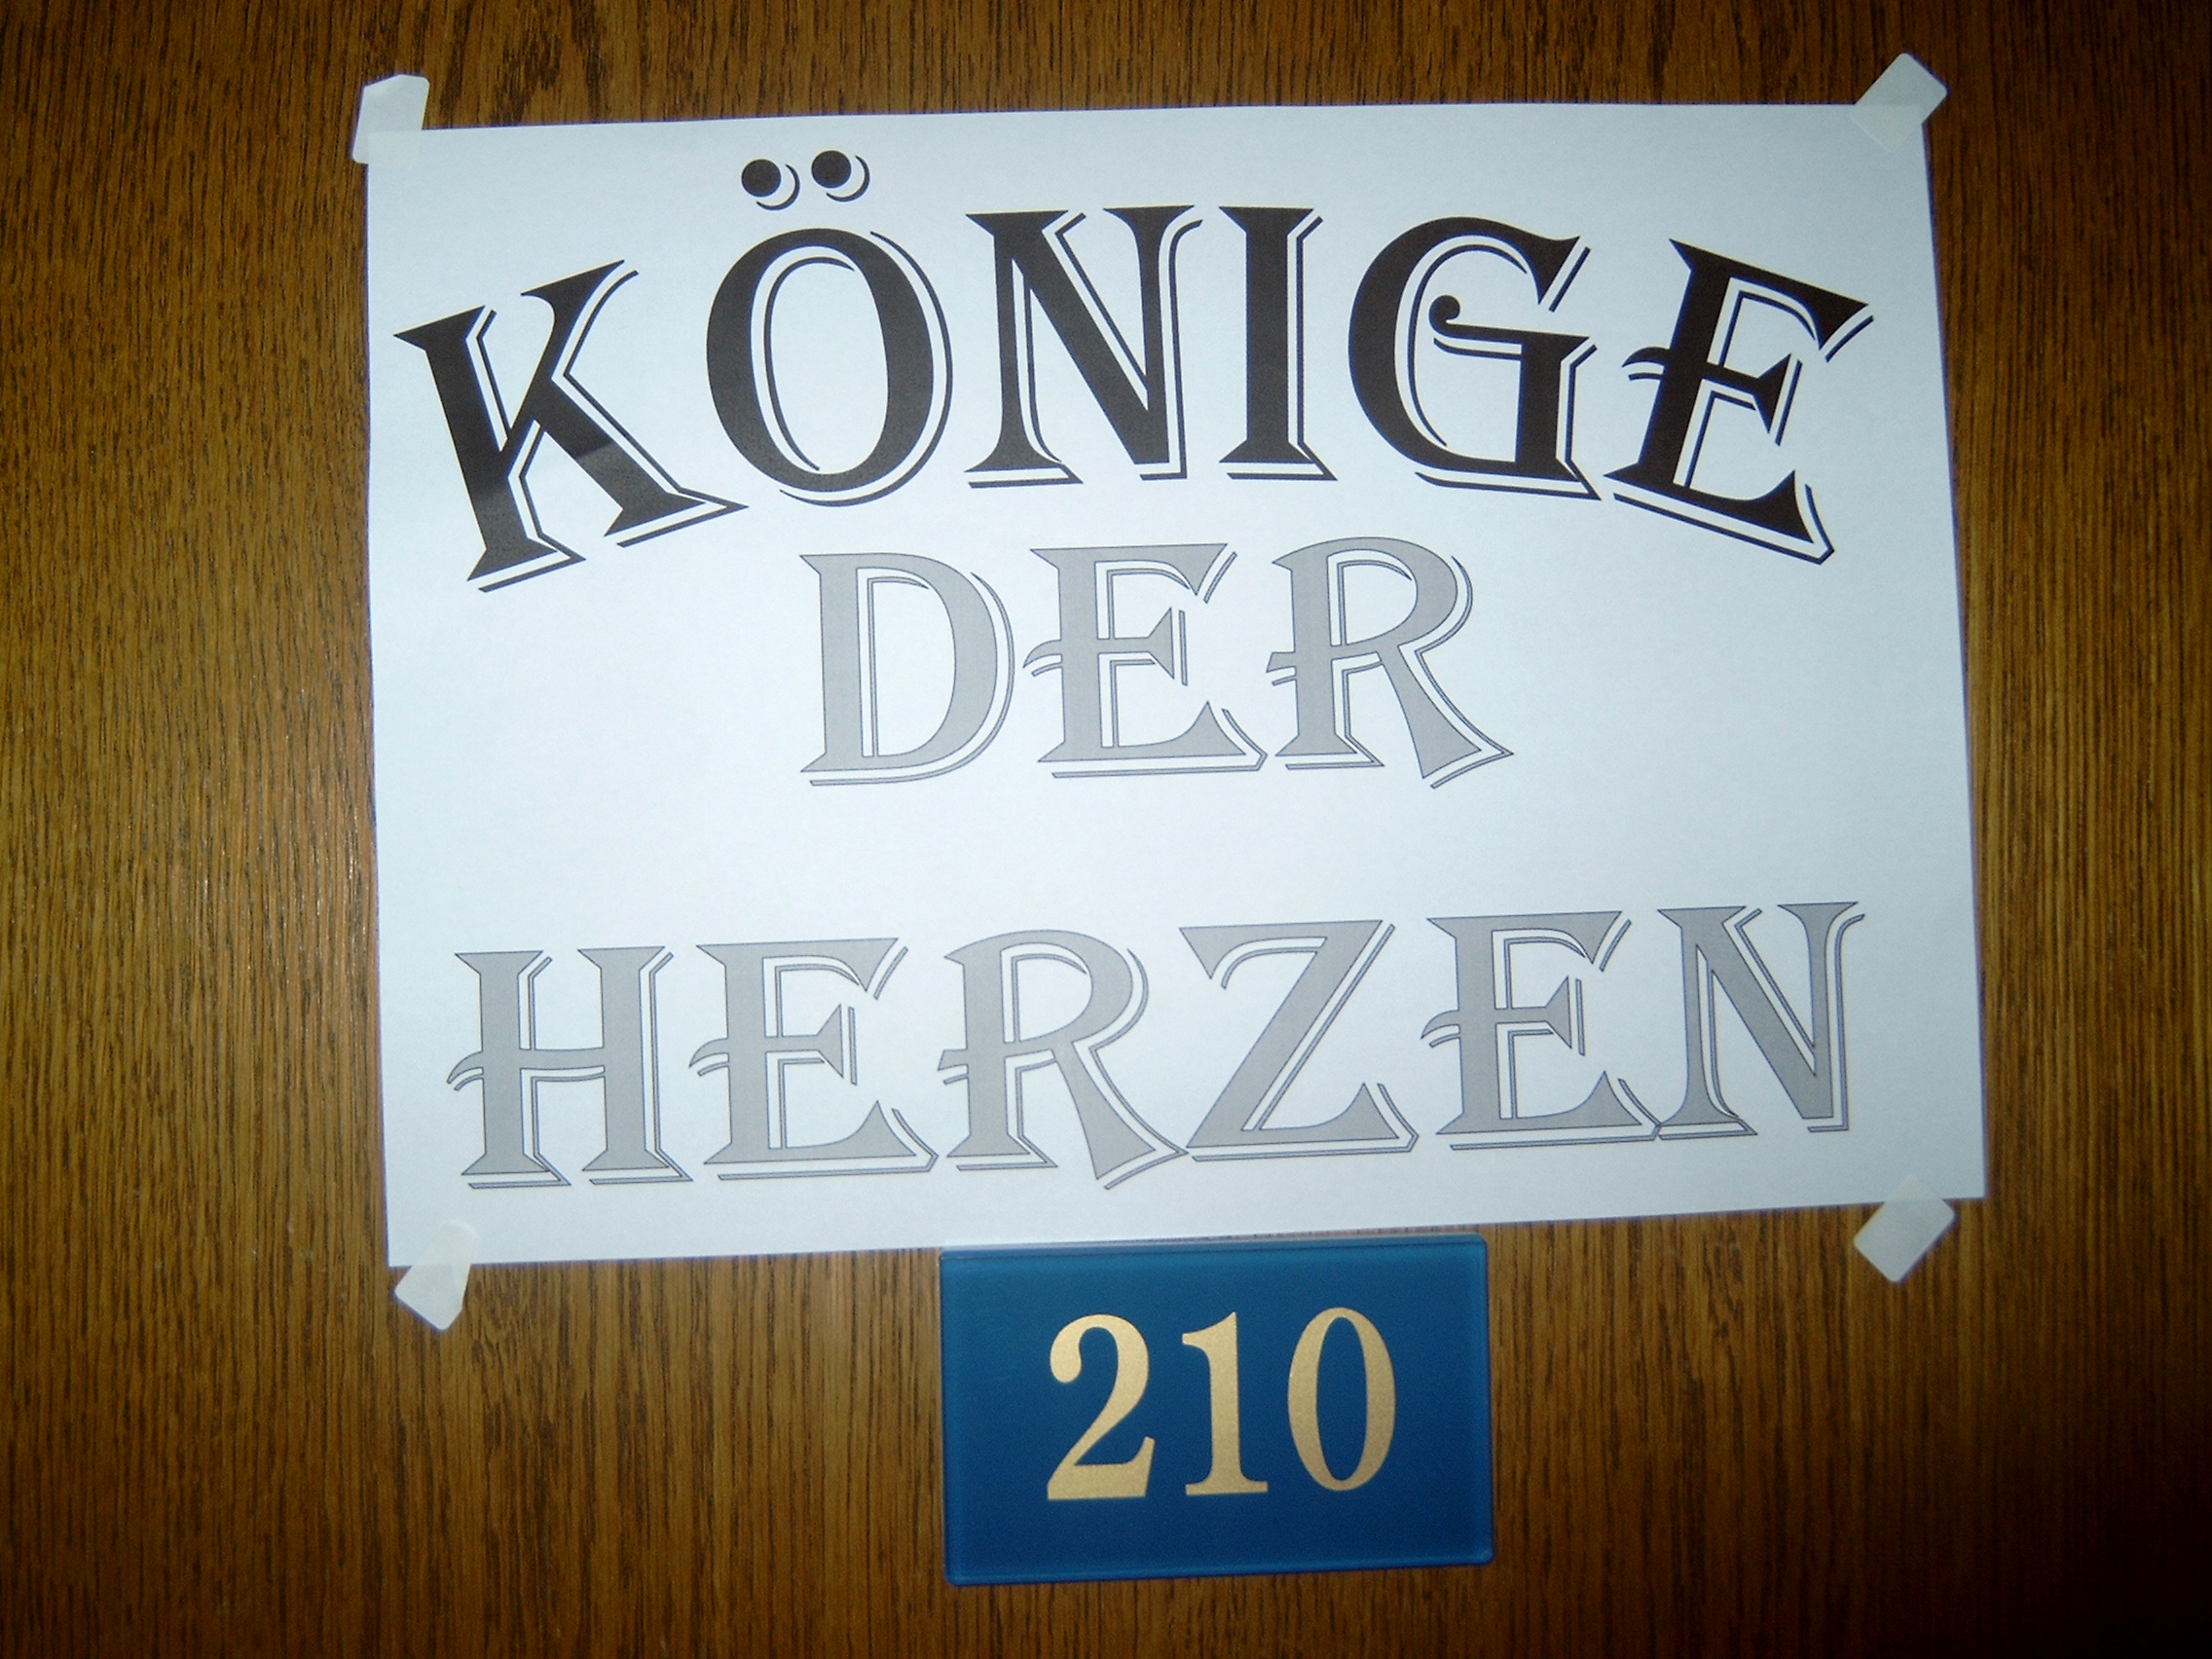 KÖNIGE
DER
HERZEN
210